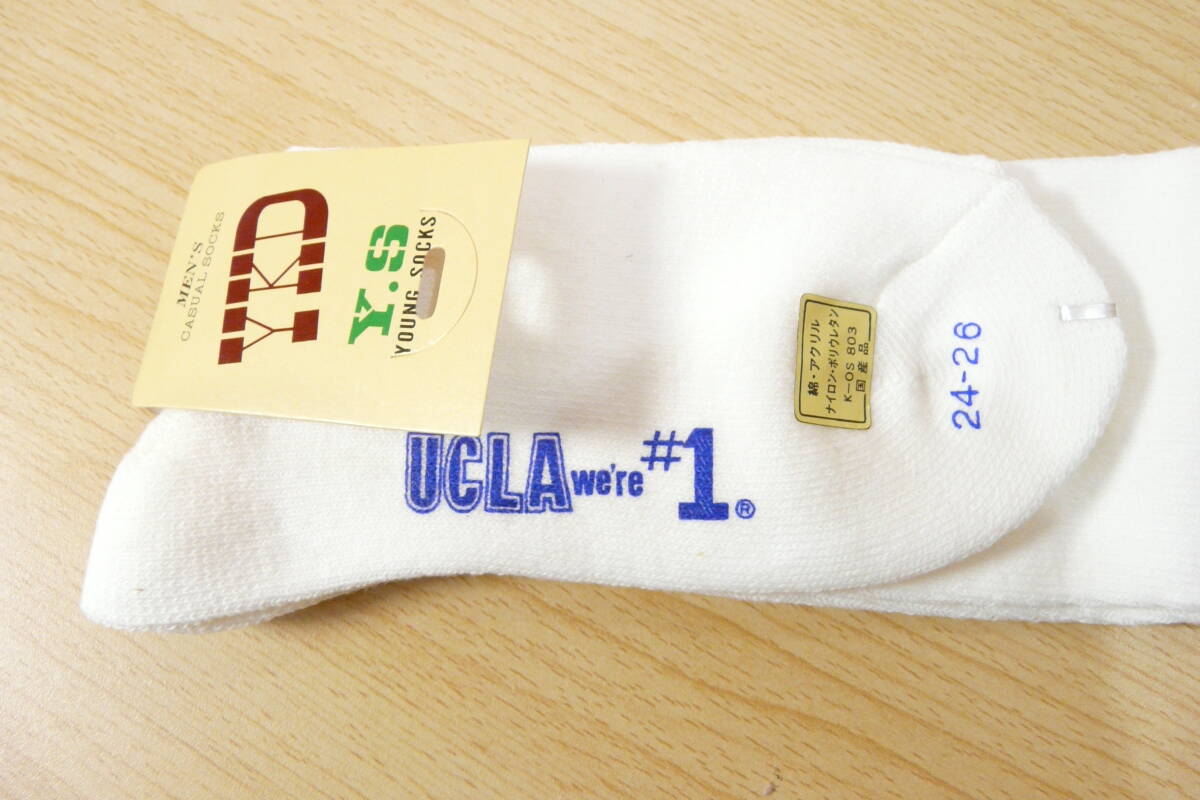 MEN'S
CASUAL SOCKS
YKD
Y.S
YOUNG SOCKS
UCLA we're #1®
綿・アクリル
ナイロン・ポリウレタン
K-OS 803
国産品
24-26